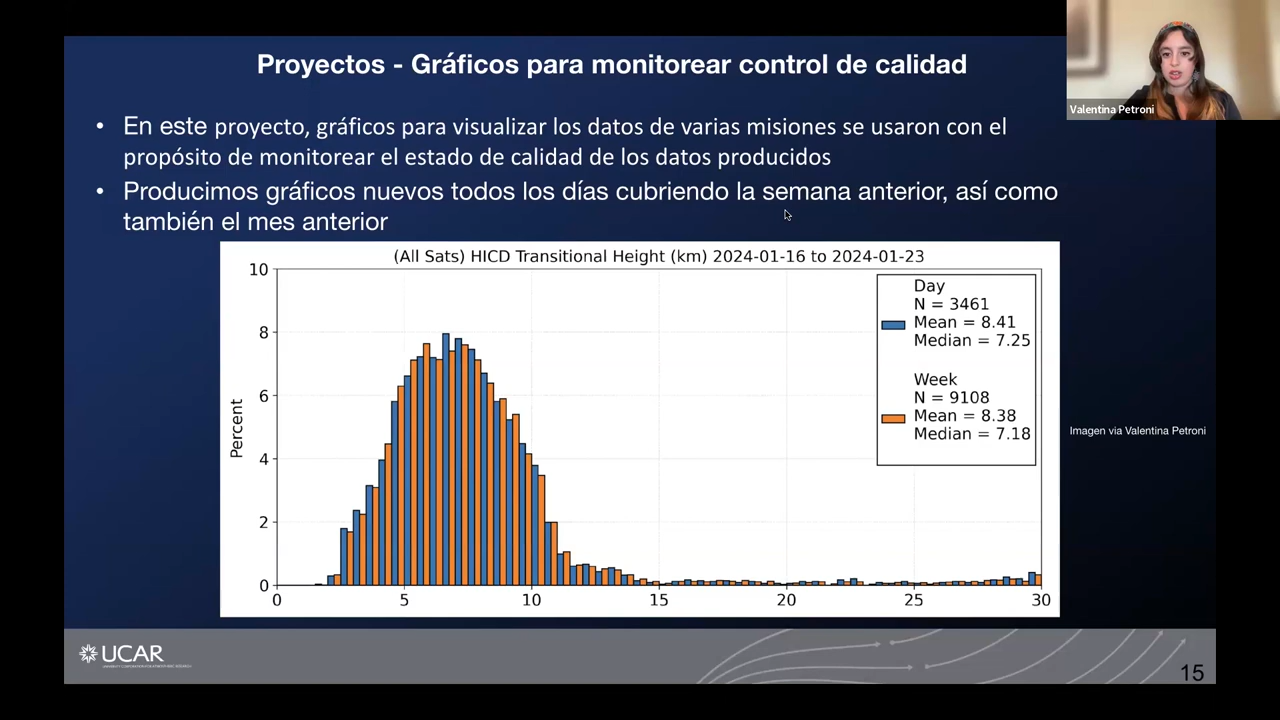 Proyectos - Gráficos para monitorear control de calidad
Valentina Petroni
• En este proyecto, gráficos para visualizar los datos de varias misiones se usaron con el
propósito de monitorear el estado de calidad de los datos producidos
• Producimos gráficos nuevos todos los días cubriendo la semana anterior, así como
también el mes anterior
(All Sats) HICD Transitional Height (km) 2024-01-16 to 2024-01-23
10
8
6
4
2
0
Percent
0 5 10 15 20 25 30
Day
N = 3461
Mean = 8.41
Median = 7.25
Week
N = 9108
Mean = 8.38
Median = 7.18
Imagen via Valentina Petroni
UCAR
15